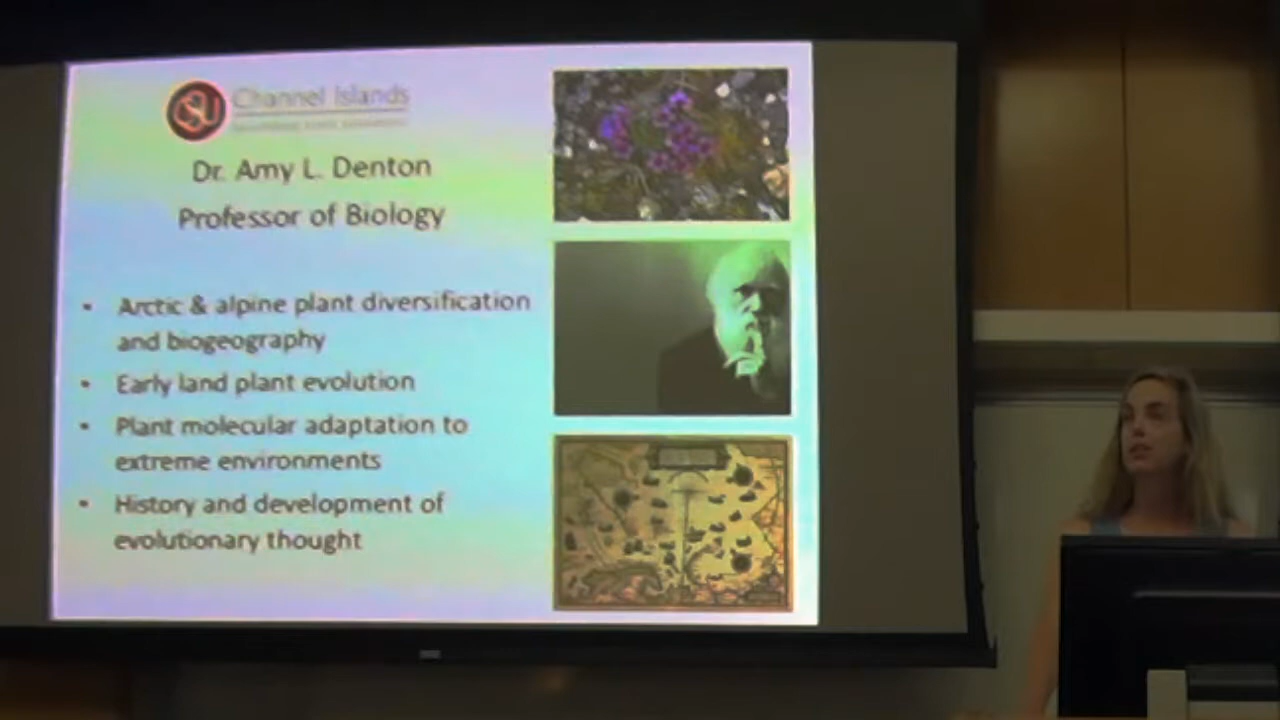 CSU Channel Islands
Dr. Amy L. Denton
Professor of Biology
• Arctic & alpine plant diversification
and biogeography
• Early land plant evolution
• Plant molecular adaptation to
extreme environments
• History and development of
evolutionary thought